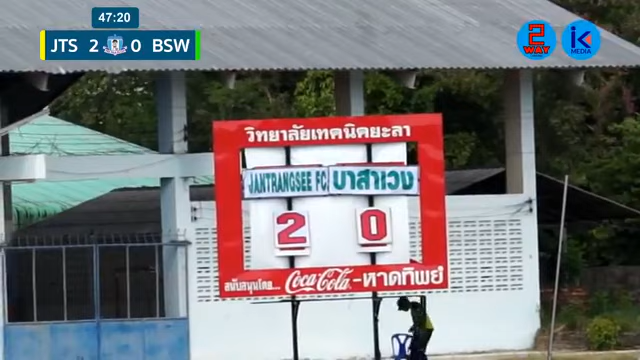 47:20
JTS 2 0 BSW
2 WAY
iK MEDIA
วิทยาลัยเทคนิคยะลา
JANTRANGSEE FC. บาสาเวง
2 0
สนับสนุนโดย... Coca-Cola-หาดทิพย์